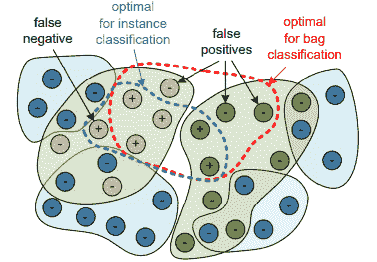 false
negative
optimal
for instance
classification
false
positives
optimal
for bag
classification